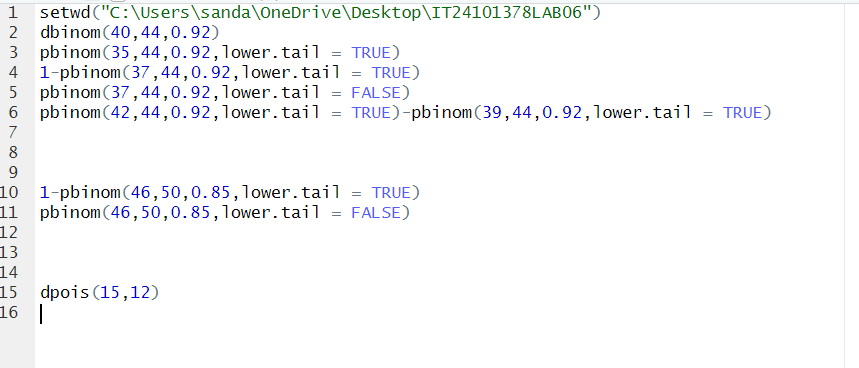 1 setwd("C:\Users\sanda\OneDrive\Desktop\IT24101378LAB06")
2 dbinom(40,44,0.92)
3 pbinom(35,44,0.92,lower.tail = TRUE)
4 1-pbinom(37,44,0.92,lower.tail = TRUE)
5 pbinom(37,44,0.92,lower.tail = FALSE)
6 pbinom(42,44,0.92,lower.tail = TRUE)-pbinom(39,44,0.92,lower.tail = TRUE)
7
8
9
10 1-pbinom(46,50,0.85,lower.tail = TRUE)
11 pbinom(46,50,0.85,lower.tail = FALSE)
12
13
14
15 dpois(15,12)
16